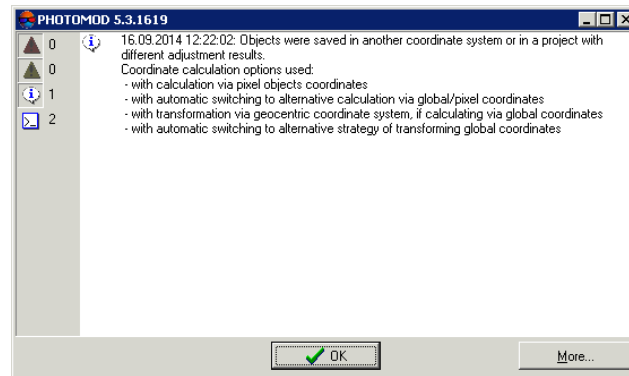 PHOTOMOD 5.3.1619
0
0
1
2
16.09.2014 12:22:02: Objects were saved in another coordinate system or in a project with
different adjustment results.
Coordinate calculation options used:
- with calculation via pixel objects coordinates
- with automatic switching to alternative calculation via global/pixel coordinates
- with transformation via geocentric coordinate system, if calculating via global coordinates
- with automatic switching to alternative strategy of transforming global coordinates
OK
More...